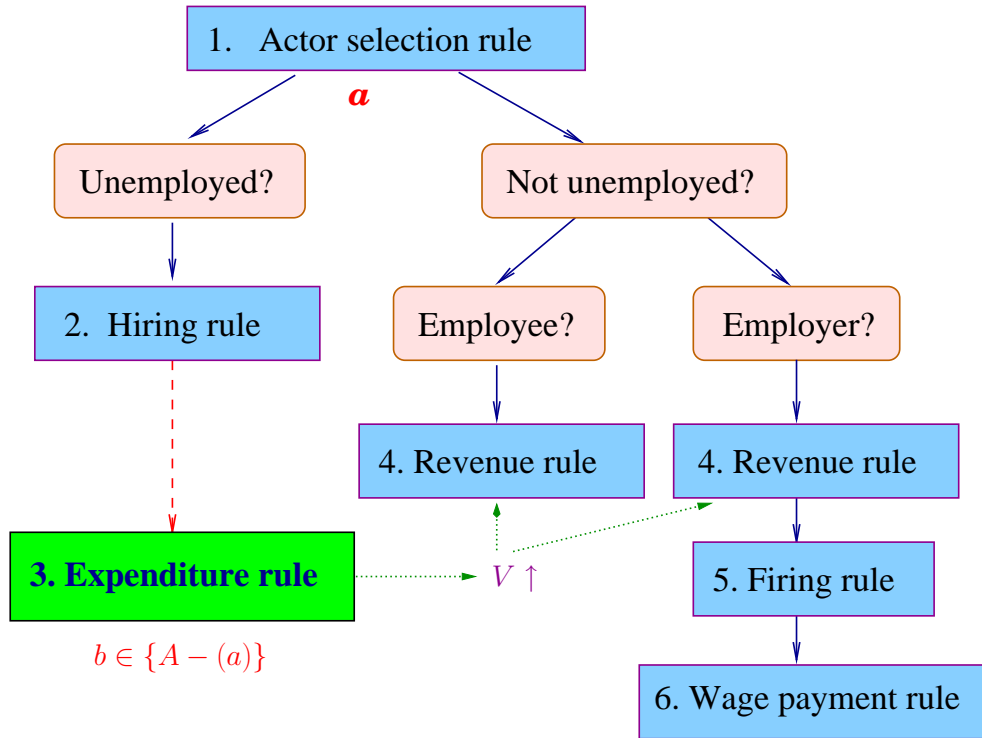 1. Actor selection rule
a
Unemployed?
Not unemployed?
2. Hiring rule
Employee?
Employer?
4. Revenue rule
4. Revenue rule
3. Expenditure rule
V ↑
5. Firing rule
b ∈ {A − (a)}
6. Wage payment rule